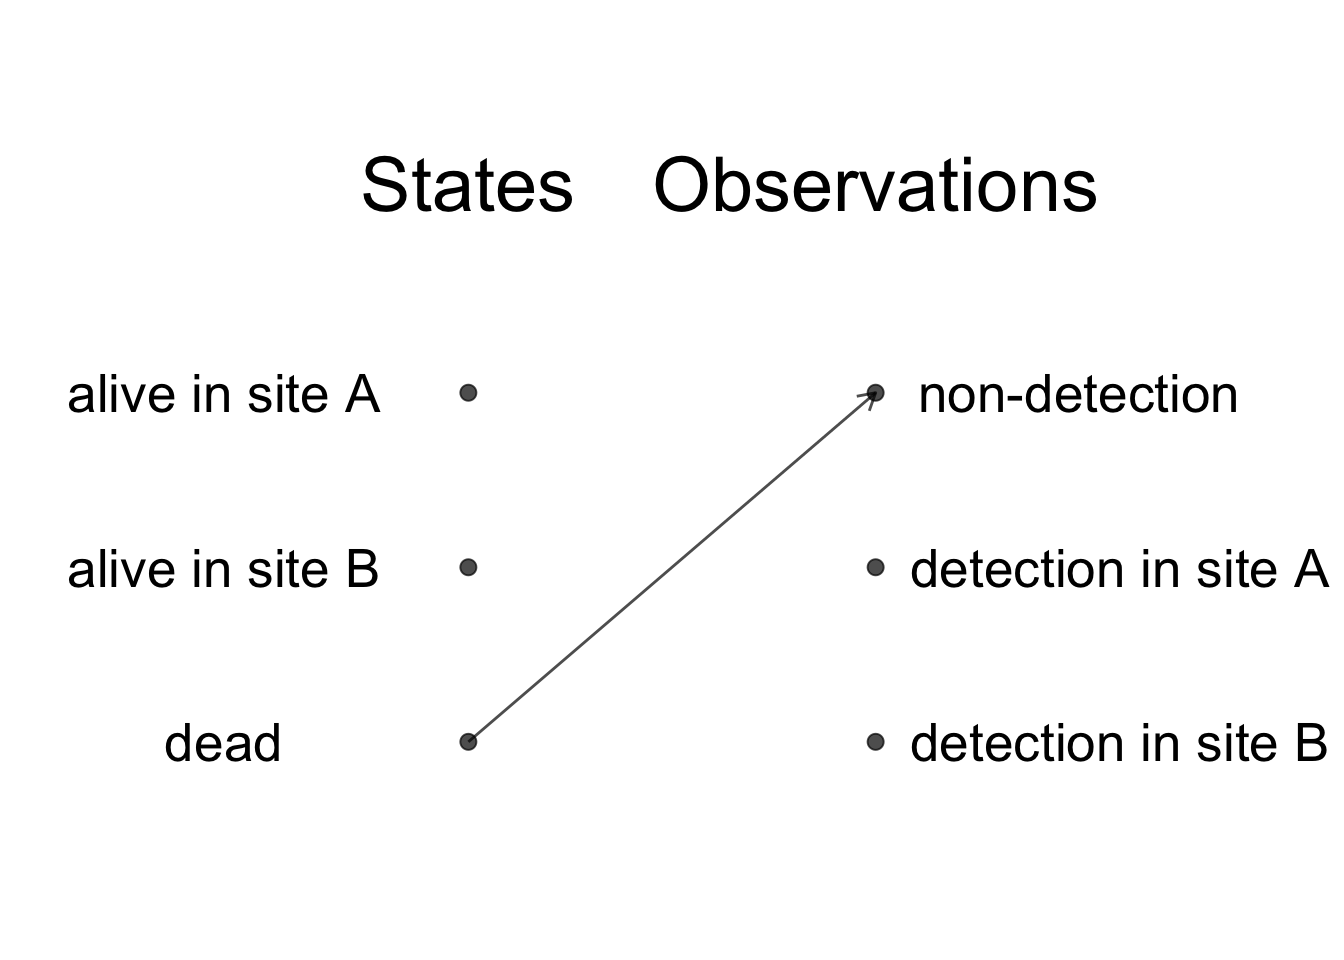 States Observations
alive in site A non-detection
alive in site B detection in site A
dead detection in site B